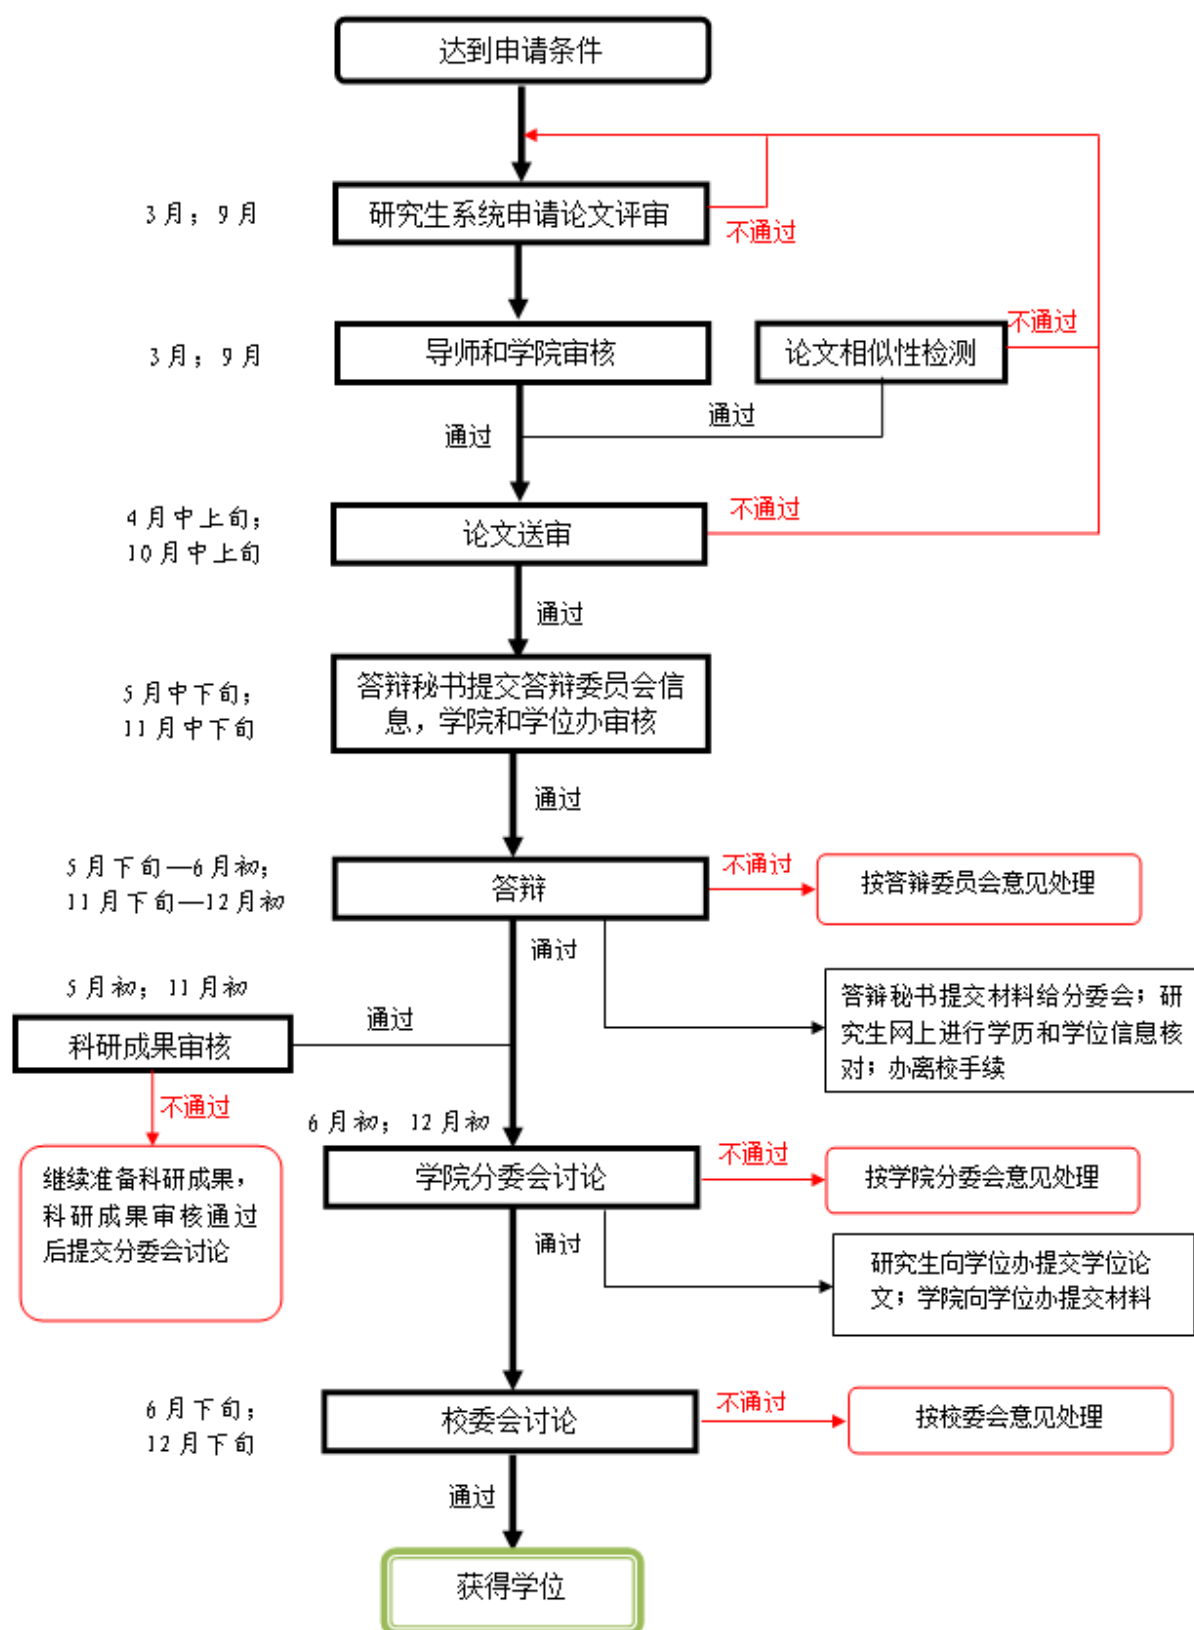 达到申请条件
3月；9月
研究生系统申请论文评审
不通过
3月；9月
导师和学院审核
论文相似性检测
不通过
通过
通过
4月中上旬；
10月中上旬
论文送审
不通过
通过
5月中下旬；
11月中下旬
答辩秘书提交答辩委员会信
息，学院和学位办审核
通过
5月下旬—6月初；
11月下旬—12月初
答辩
不通过
按答辩委员会意见处理
通过
5月初；11月初
科研成果审核
通过
答辩秘书提交材料给分委会；研
究生网上进行学历和学位信息核
对；办离校手续
不通过
6月初；12月初
继续准备科研成果，
科研成果审核通过
后提交分委会讨论
学院分委会讨论
不通过
按学院分委会意见处理
通过
研究生向学位办提交学位论
文；学院向学位办提交材料
6月下旬；
12月下旬
校委会讨论
不通过
按校委会意见处理
通过
获得学位